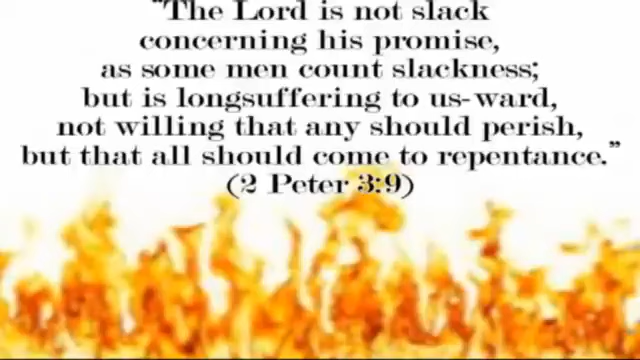 “The Lord is not slack
concerning his promise,
as some men count slackness;
but is longsuffering to us-ward,
not willing that any should perish,
but that all should come to repentance.”
(2 Peter 3:9)